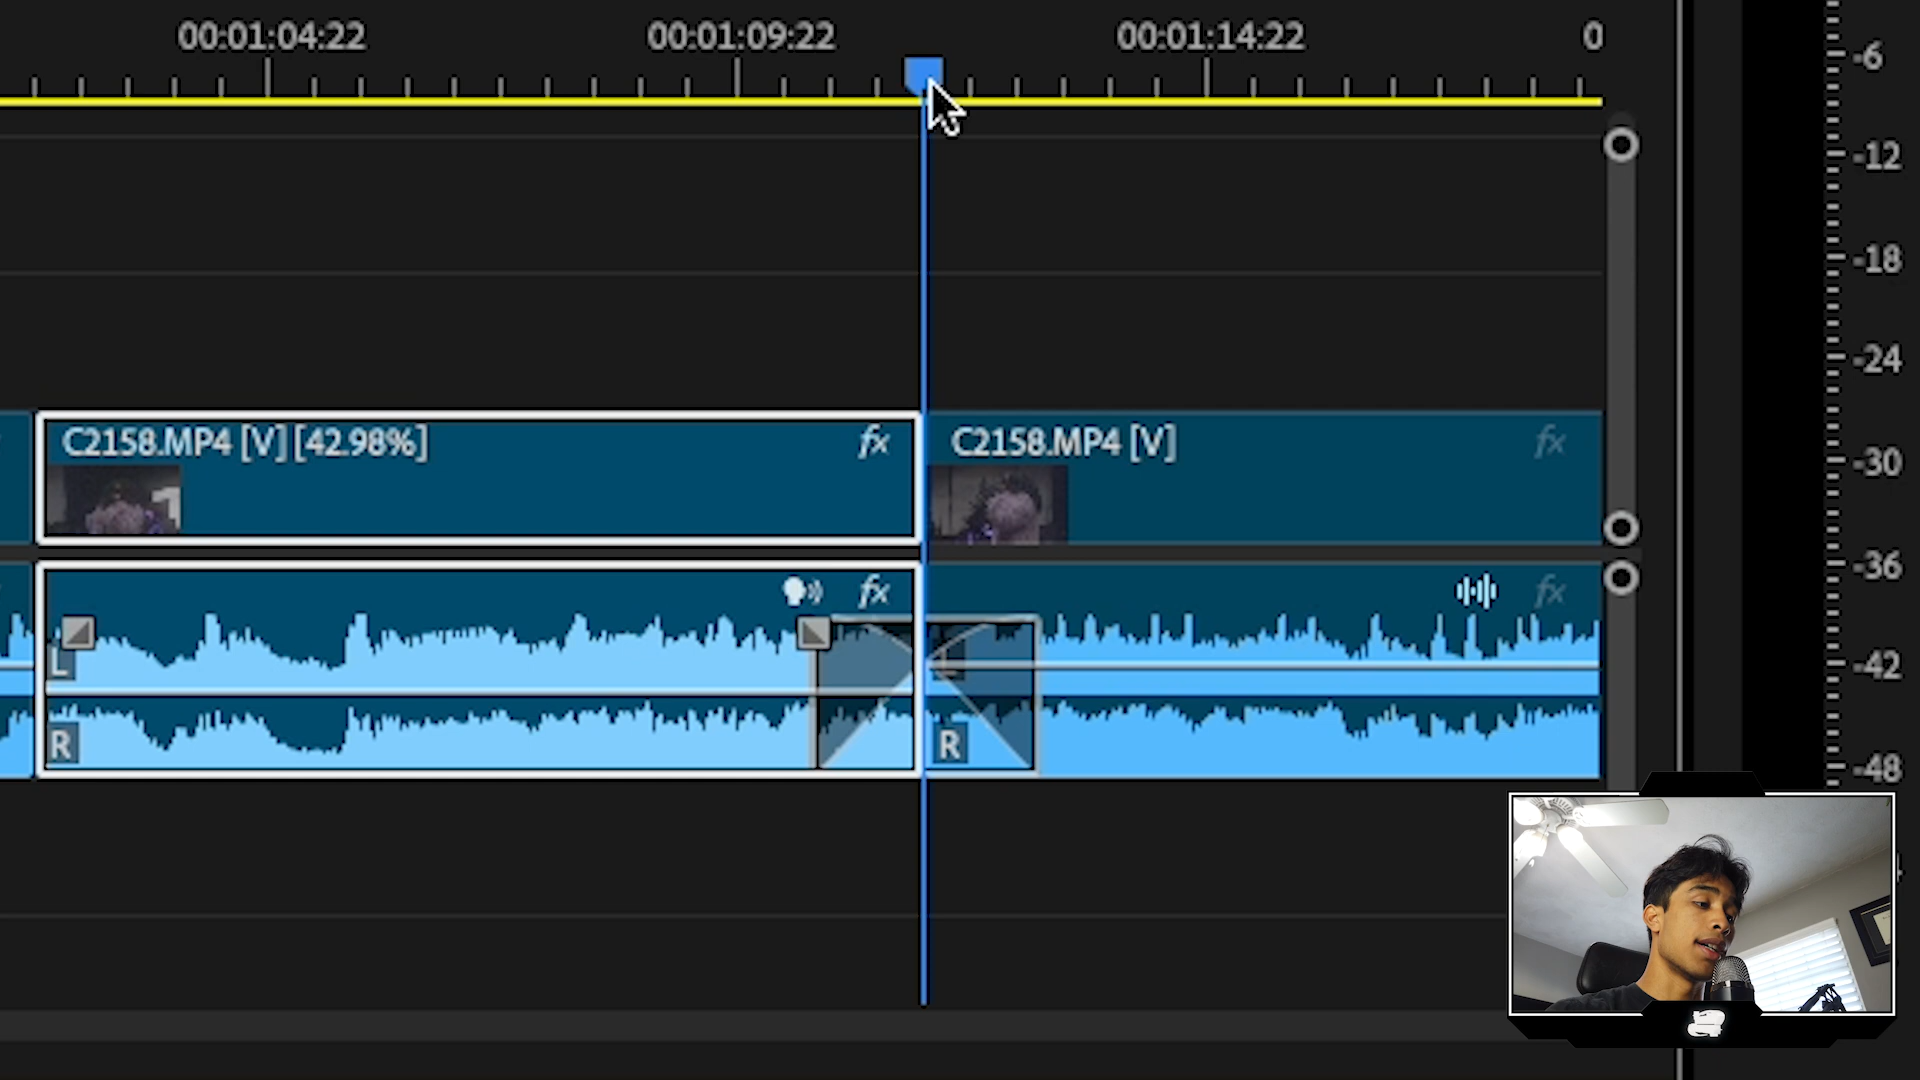 00:01:04:22 00:01:09:22 00:01:14:22 0
-6
-12
-18
-24
-30
-36
-42
-48
C2158.MP4 [V] [42.98%] fx
C2158.MP4 [V] fx
1
fx
fx
L
L
R
R